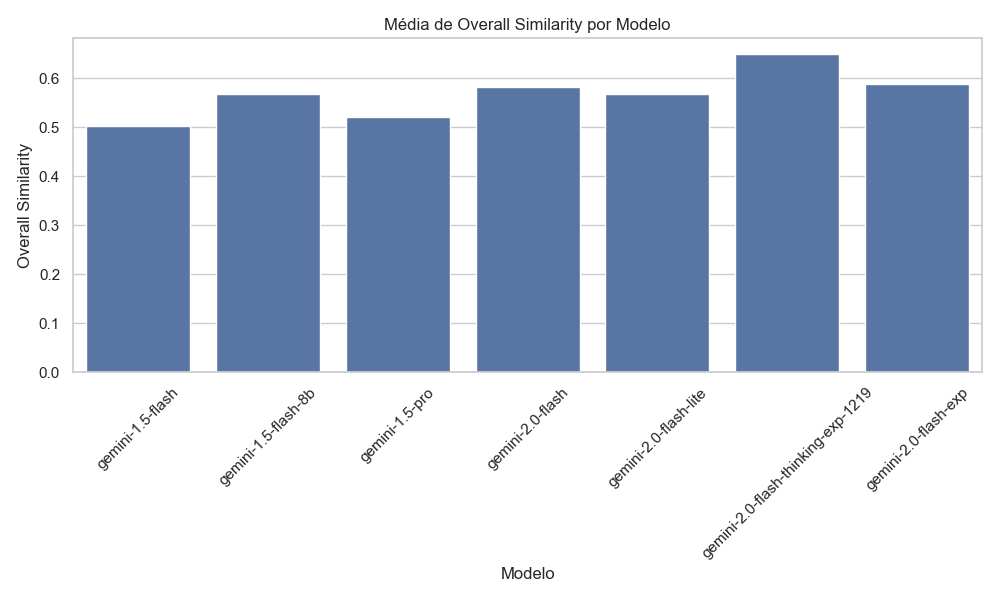 Média de Overall Similarity por Modelo
Overall Similarity
0.6
0.5
0.4
0.3
0.2
0.1
0.0
gemini-1.5-flash
gemini-1.5-flash-8b
gemini-1.5-pro
gemini-2.0-flash
gemini-2.0-flash-lite
gemini-2.0-flash-thinking-exp-1219
gemini-2.0-flash-exp
Modelo